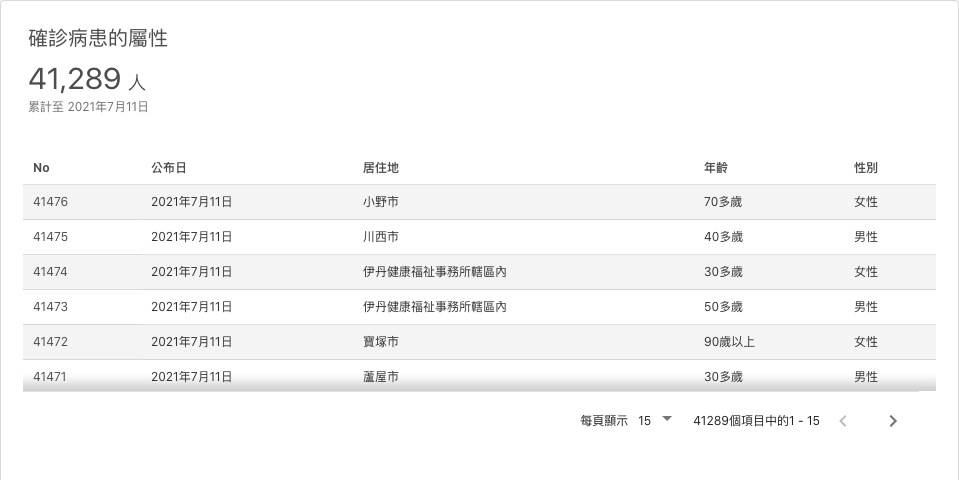 確診病患的屬性
41,289 人
累計至 2021年7月11日
No 公布日 居住地 年齡 性別
41476 2021年7月11日 小野市 70多歲 女性
41475 2021年7月11日 川西市 40多歲 男性
41474 2021年7月11日 伊丹健康福祉事務所轄區內 30多歲 女性
41473 2021年7月11日 伊丹健康福祉事務所轄區內 50多歲 男性
41472 2021年7月11日 寶塚市 90歲以上 女性
41471 2021年7月11日 蘆屋市 30多歲 男性
每頁顯示 15 41289個項目中的1 - 15